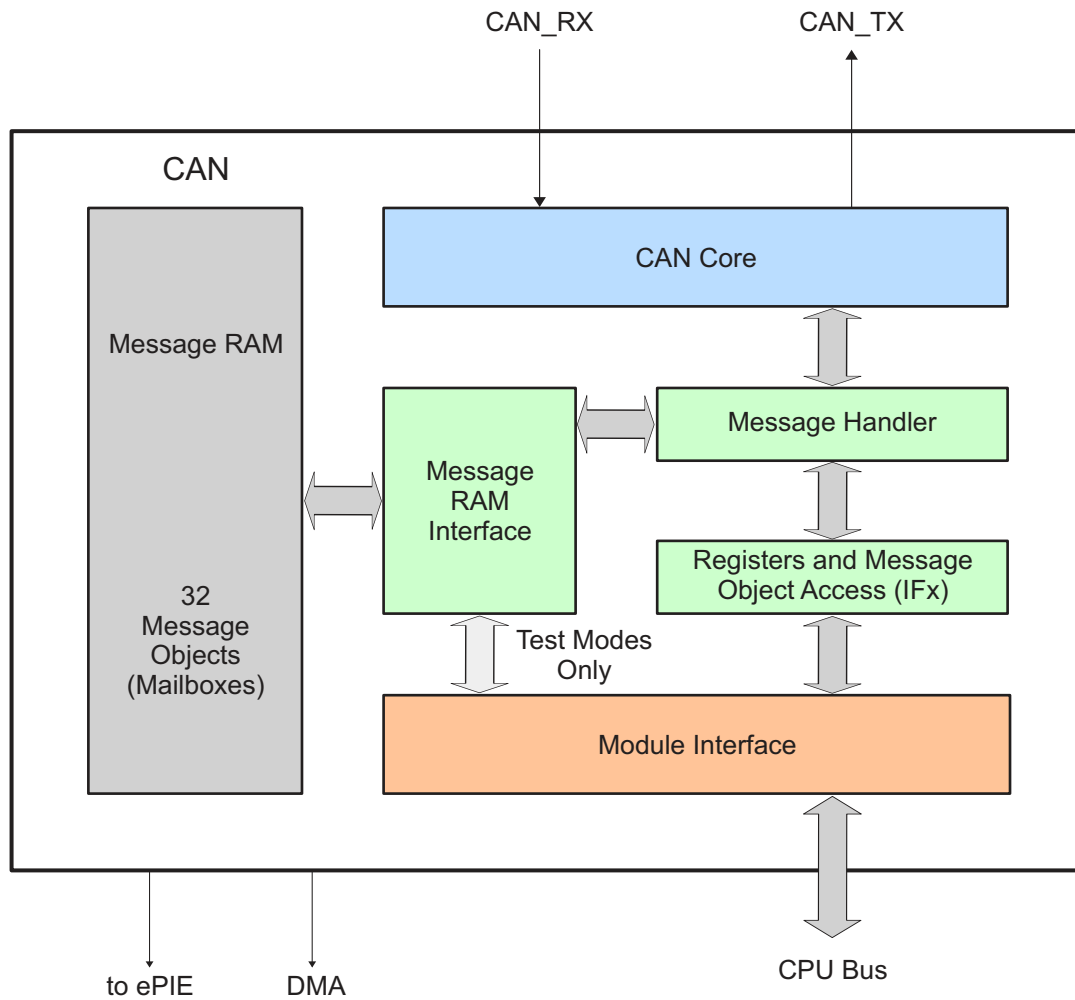 CAN_RX
CAN_TX
CAN
CAN Core
Message RAM
Message Handler
Message
RAM
Interface
Registers and Message
Object Access (IFx)
32
Message
Objects
(Mailboxes)
Test Modes
Only
Module Interface
CPU Bus
to ePIE
DMA